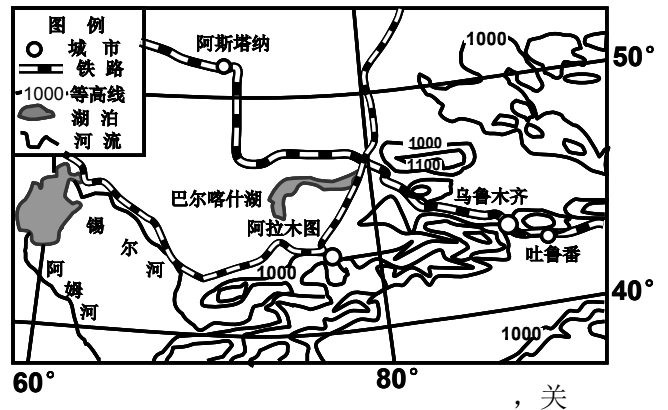 图 例
城 市
铁 路
1000 等高线
湖 泊
河 流
阿斯塔纳
1000
50°
1000
1100
巴尔喀什湖
乌鲁木齐
阿拉木图
锡尔河
吐鲁番
1000
阿姆河
40°
1000
60°
80°
，关